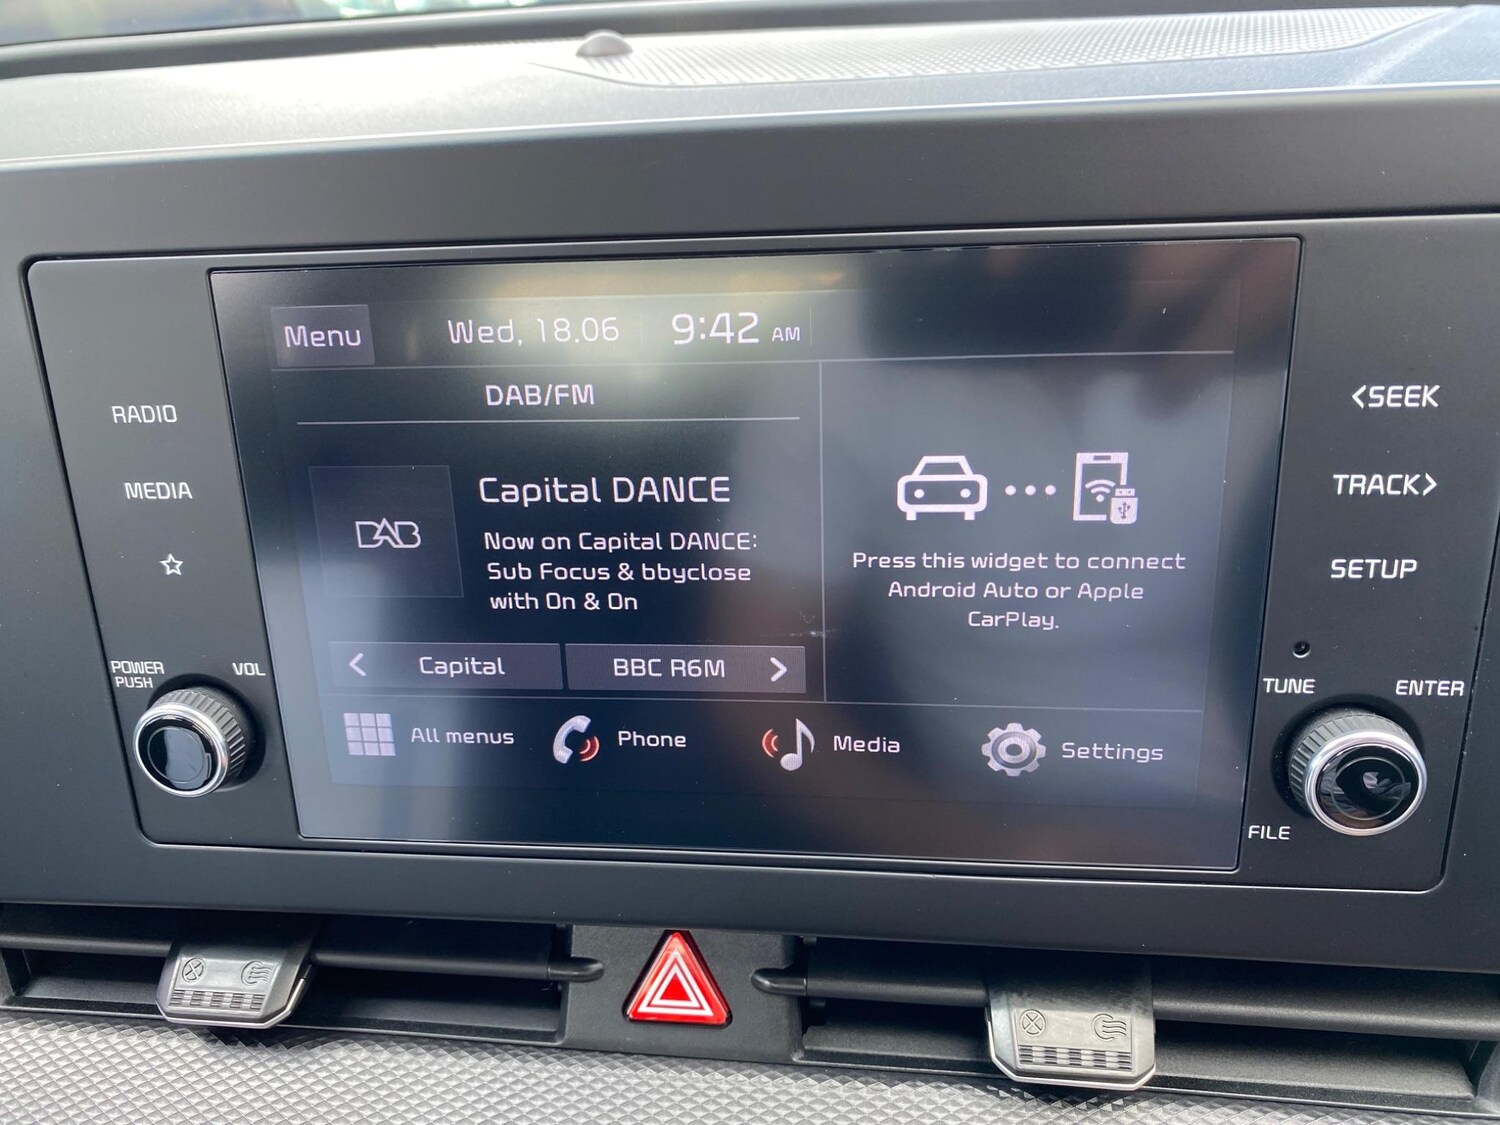 Menu
Wed, 18.06
9:42 AM
DAB/FM
DAB
Capital DANCE
Now on Capital DANCE:
Sub Focus & bbyclose
with On & On
Press this widget to connect
Android Auto or Apple
CarPlay.
< Capital
BBC R6M >
All menus
Phone
Media
Settings
RADIO
MEDIA
POWER
PUSH
VOL
<SEEK
TRACK>
SETUP
TUNE
ENTER
FILE